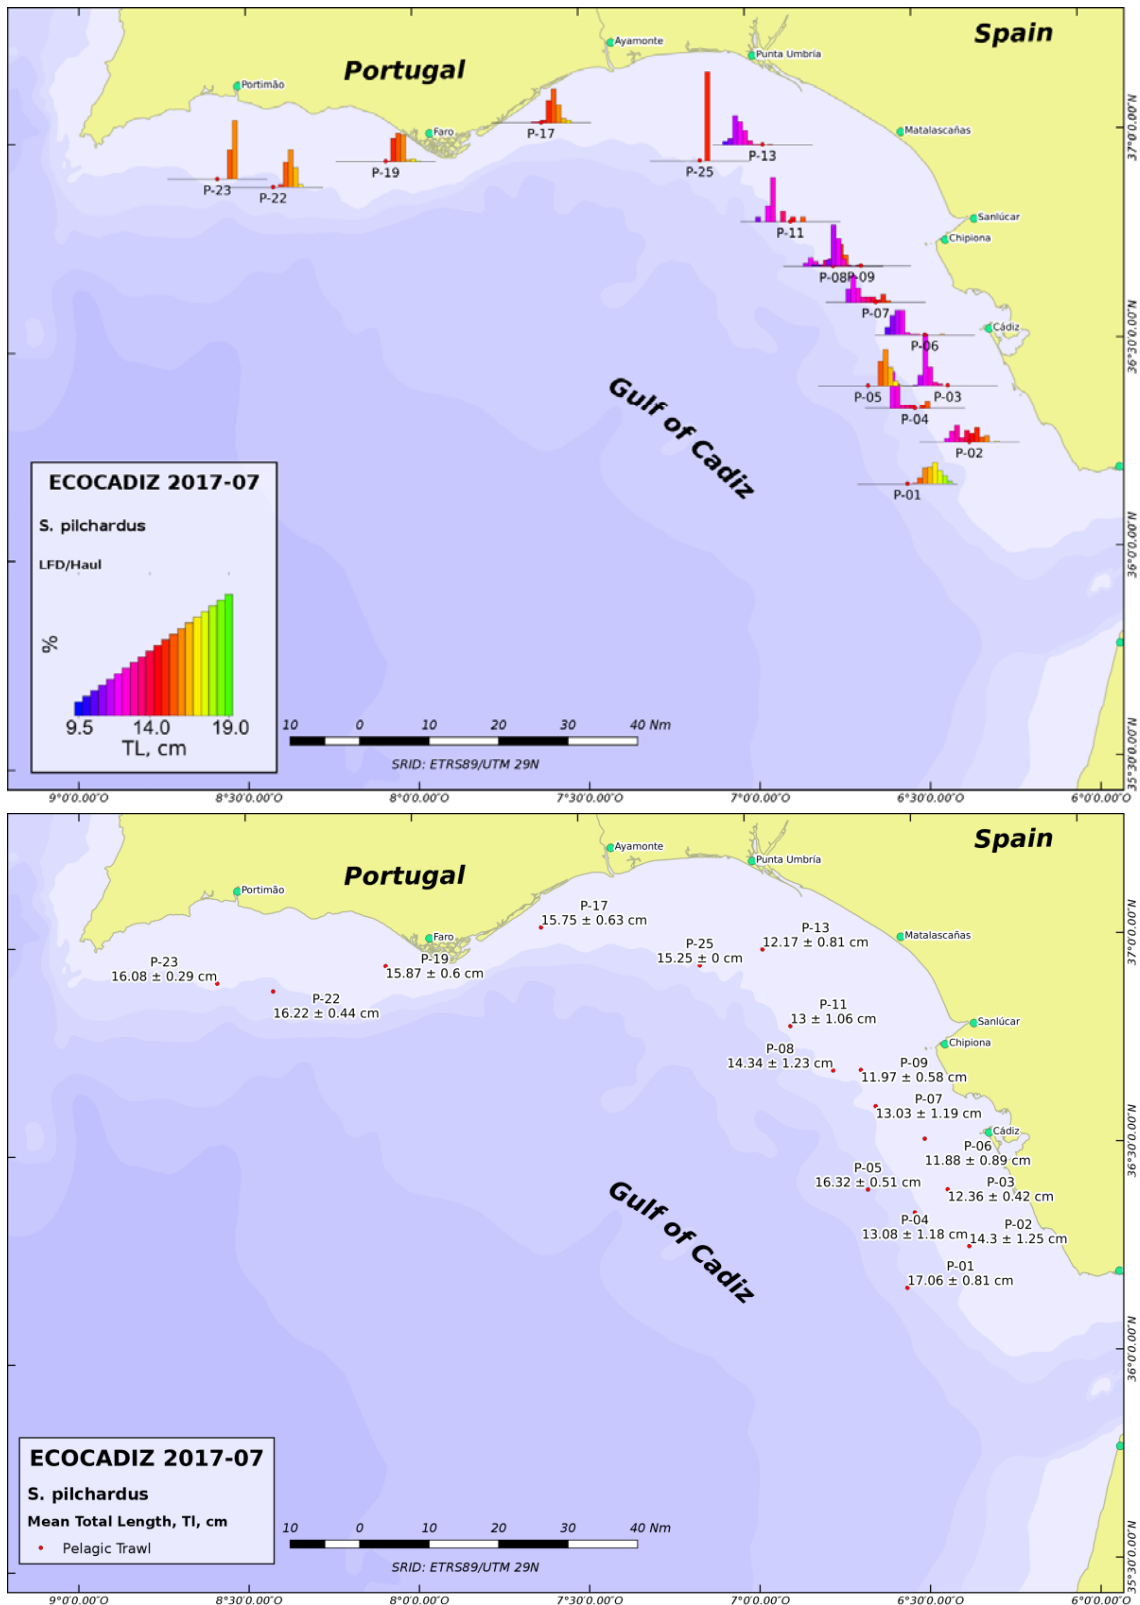 Spain
Ayamonte
Punta Umbría
Portugal
Portimão
Faro
Matalascañas
P-17
P-13
P-19
P-25
P-23
P-22
Sanlúcar
P-11
Chipiona
P-08
P-09
P-07
Cádiz
P-06
P-05
P-03
P-04
Gulf of Cadiz
P-02
P-01
ECOCADIZ 2017-07
S. pilchardus
LFD/Haul
%
9.5 14.0 19.0
TL, cm
10 0 10 20 30 40 Nm
SRID: ETRS89/UTM 29N
37°0'0.00"N
36°30'0.00"N
36°0'0.00"N
35°30'0.00"N
9°0'0.00"O 8°30'0.00"O 8°0'0.00"O 7°30'0.00"O 7°0'0.00"O 6°30'0.00"O 6°0'0.00"O
Spain
Ayamonte
Punta Umbría
Portugal
Portimão
Faro
Matalascañas
P-17
15.75 ± 0.63 cm
P-13
12.17 ± 0.81 cm
P-25
15.25 ± 0 cm
P-19
15.87 ± 0.6 cm
P-23
16.08 ± 0.29 cm
P-22
16.22 ± 0.44 cm
P-11
13 ± 1.06 cm
Sanlúcar
Chipiona
P-08
14.34 ± 1.23 cm
P-09
11.97 ± 0.58 cm
P-07
13.03 ± 1.19 cm
Cádiz
P-06
11.88 ± 0.89 cm
P-05
16.32 ± 0.51 cm
P-03
12.36 ± 0.42 cm
P-04
13.08 ± 1.18 cm
P-02
14.3 ± 1.25 cm
P-01
17.06 ± 0.81 cm
Gulf of Cadiz
ECOCADIZ 2017-07
S. pilchardus
Mean Total Length, Tl, cm
Pelagic Trawl
10 0 10 20 30 40 Nm
SRID: ETRS89/UTM 29N
37°0'0.00"N
36°30'0.00"N
36°0'0.00"N
35°30'0.00"N
9°0'0.00"O 8°30'0.00"O 8°0'0.00"O 7°30'0.00"O 7°0'0.00"O 6°30'0.00"O 6°0'0.00"O